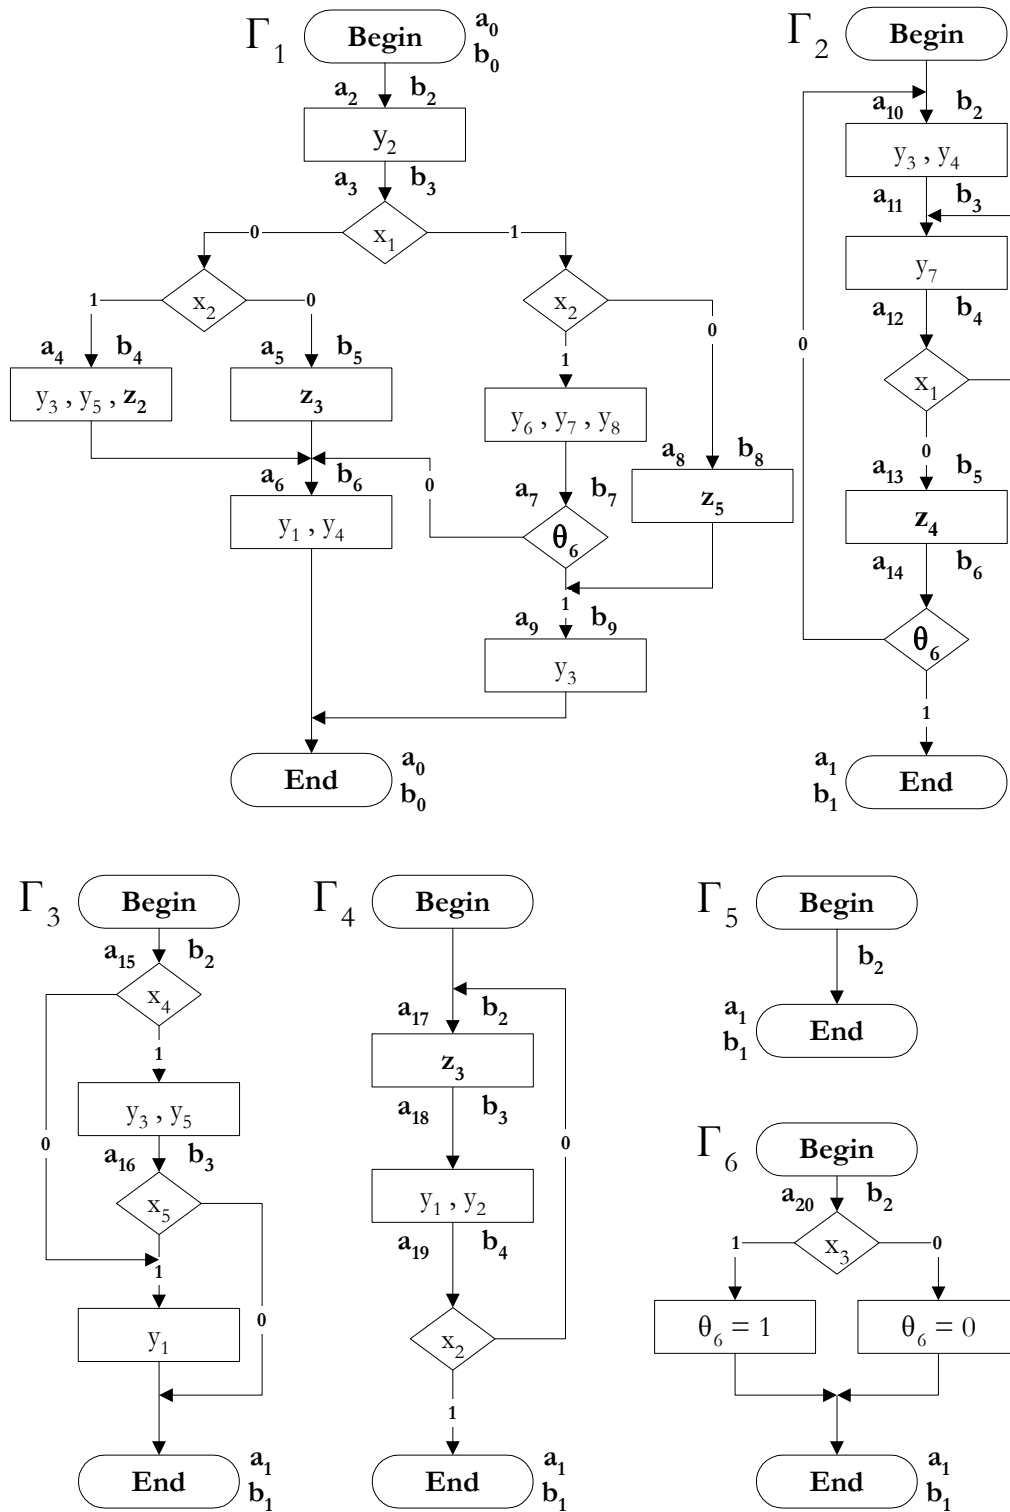 Γ₁ Begin a₀
b₀
a₂ b₂
y₂
a₃ b₃
0 x₁ 1
1 x₂ 0
x₂ 0
a₄ b₄
a₅ b₅
1
y₃ , y₅ , z₂
z₃
y₆ , y₇ , y₈
a₆ b₆
0
a₇ b₇
a₈ b₈
y₁ , y₄
θ₆
z₅
1
a₉ b₉
y₃
End a₀
b₀
Γ₂ Begin
a₁₀ b₂
y₃ , y₄
a₁₁ b₃
y₇
a₁₂ b₄
0
x₁
0
a₁₃ b₅
z₄
a₁₄ b₆
θ₆
1
a₁
b₁ End
Γ₃ Begin
a₁₅ b₂
x₄
1
y₃ , y₅
0
a₁₆ b₃
x₅
1
0
y₁
End a₁
b₁
Γ₄ Begin
a₁₇ b₂
z₃
a₁₈ b₃
0
y₁ , y₂
a₁₉ b₄
x₂
1
End a₁
b₁
Γ₅ Begin
b₂
a₁
b₁ End
Γ₆ Begin
a₂₀ b₂
1 x₃ 0
θ₆ = 1
θ₆ = 0
End a₁
b₁